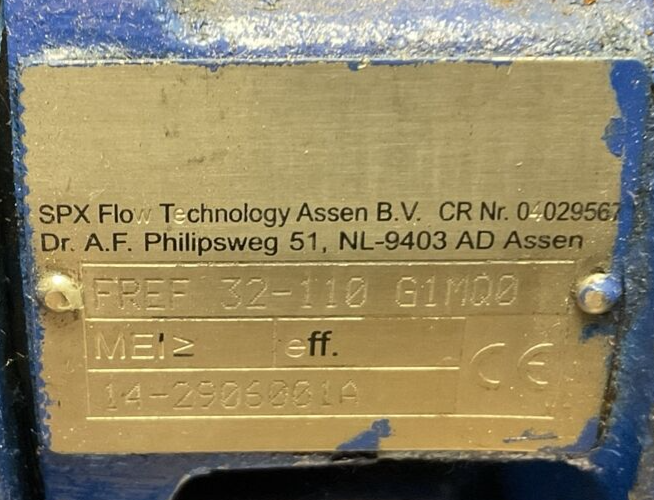 SPX Flow Technology Assen B.V. CR Nr. 04029567
Dr. A.F. Philipsweg 51, NL-9403 AD Assen
FREF 32-110 G1MQ0
MEI≥ eff.
14-2906001A
CE